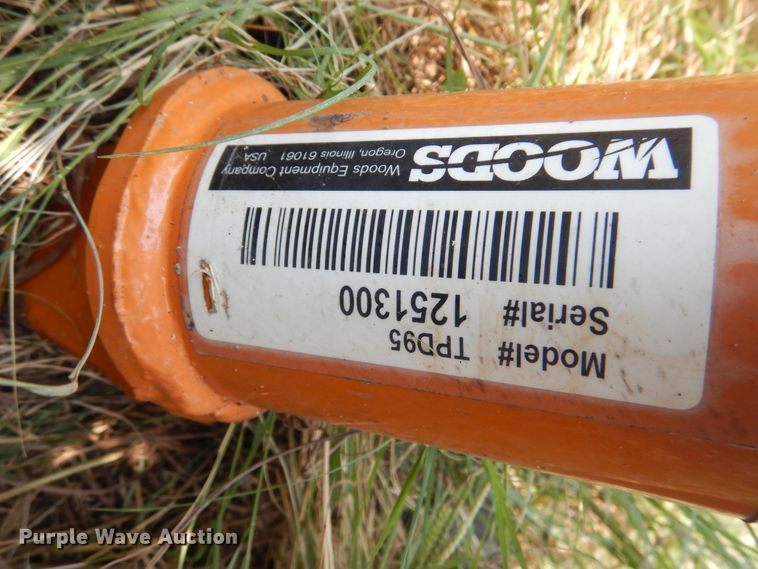 WOODS
Woods Equipment Company
Oregon, Illinois 61061
USA
Serial# 1251300
Model# TPD95
Purple Wave Auction